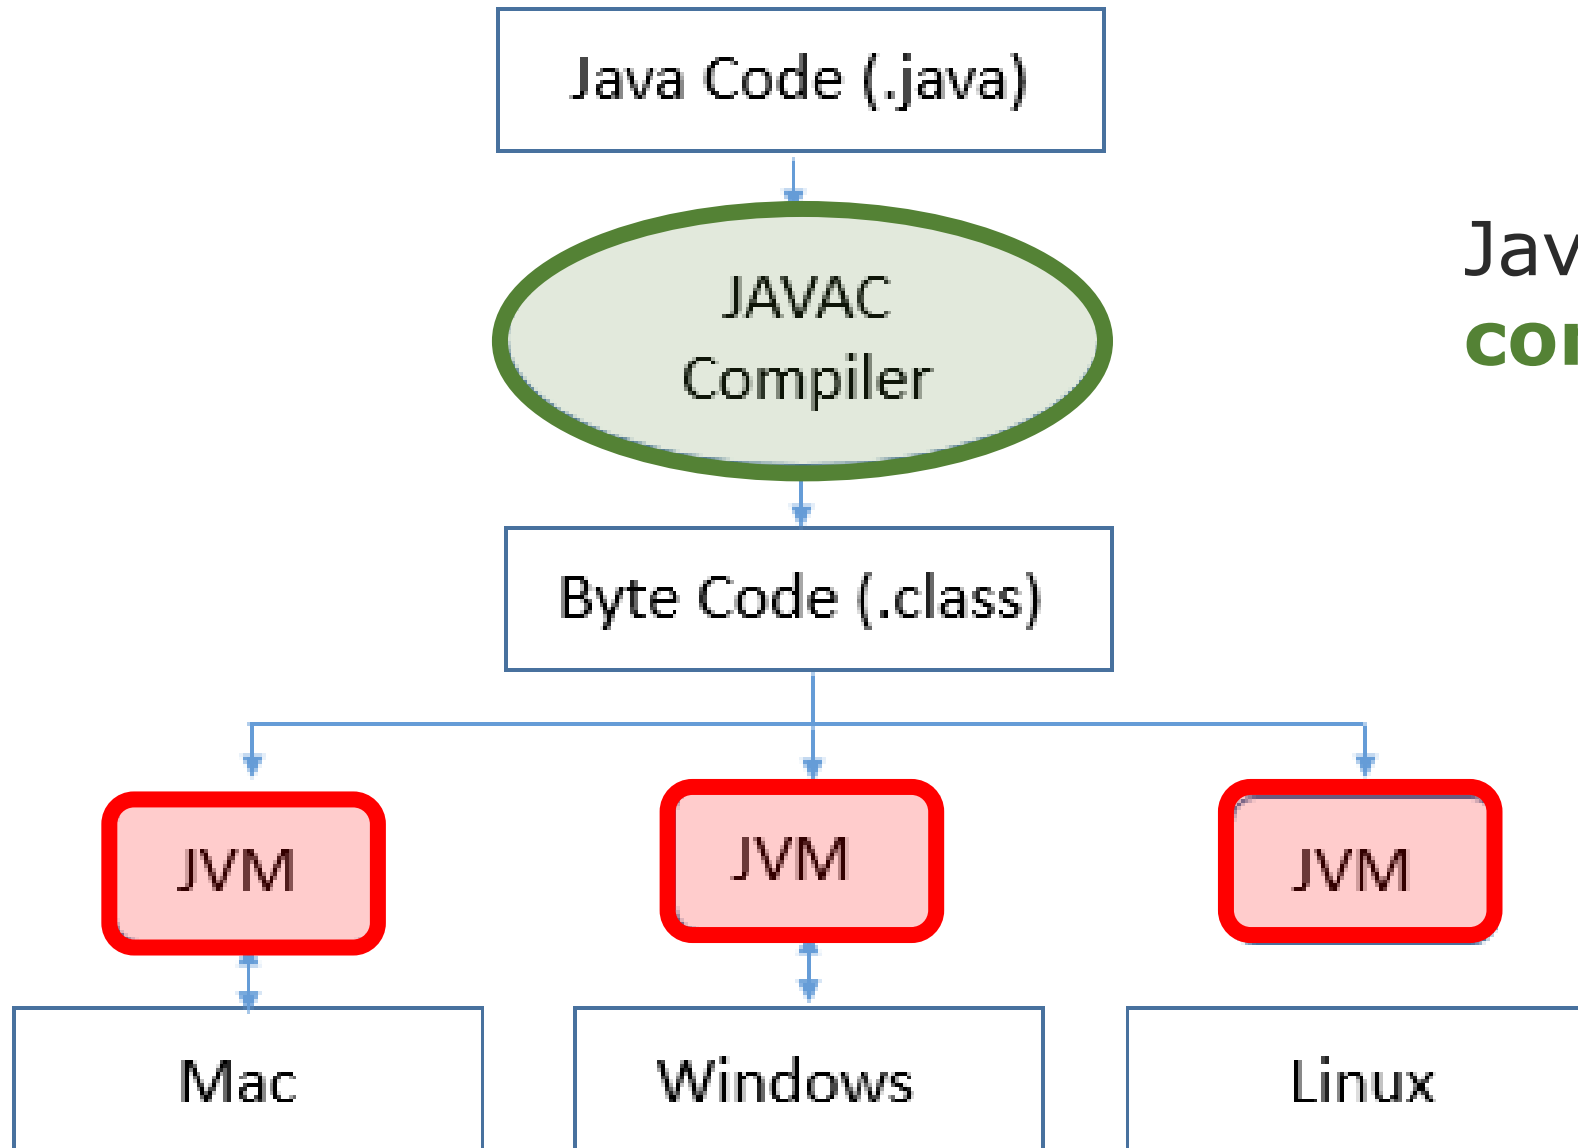 Java Code (.java)
JAVAC
Compiler
Byte Code (.class)
JVM
JVM
JVM
Mac
Windows
Linux